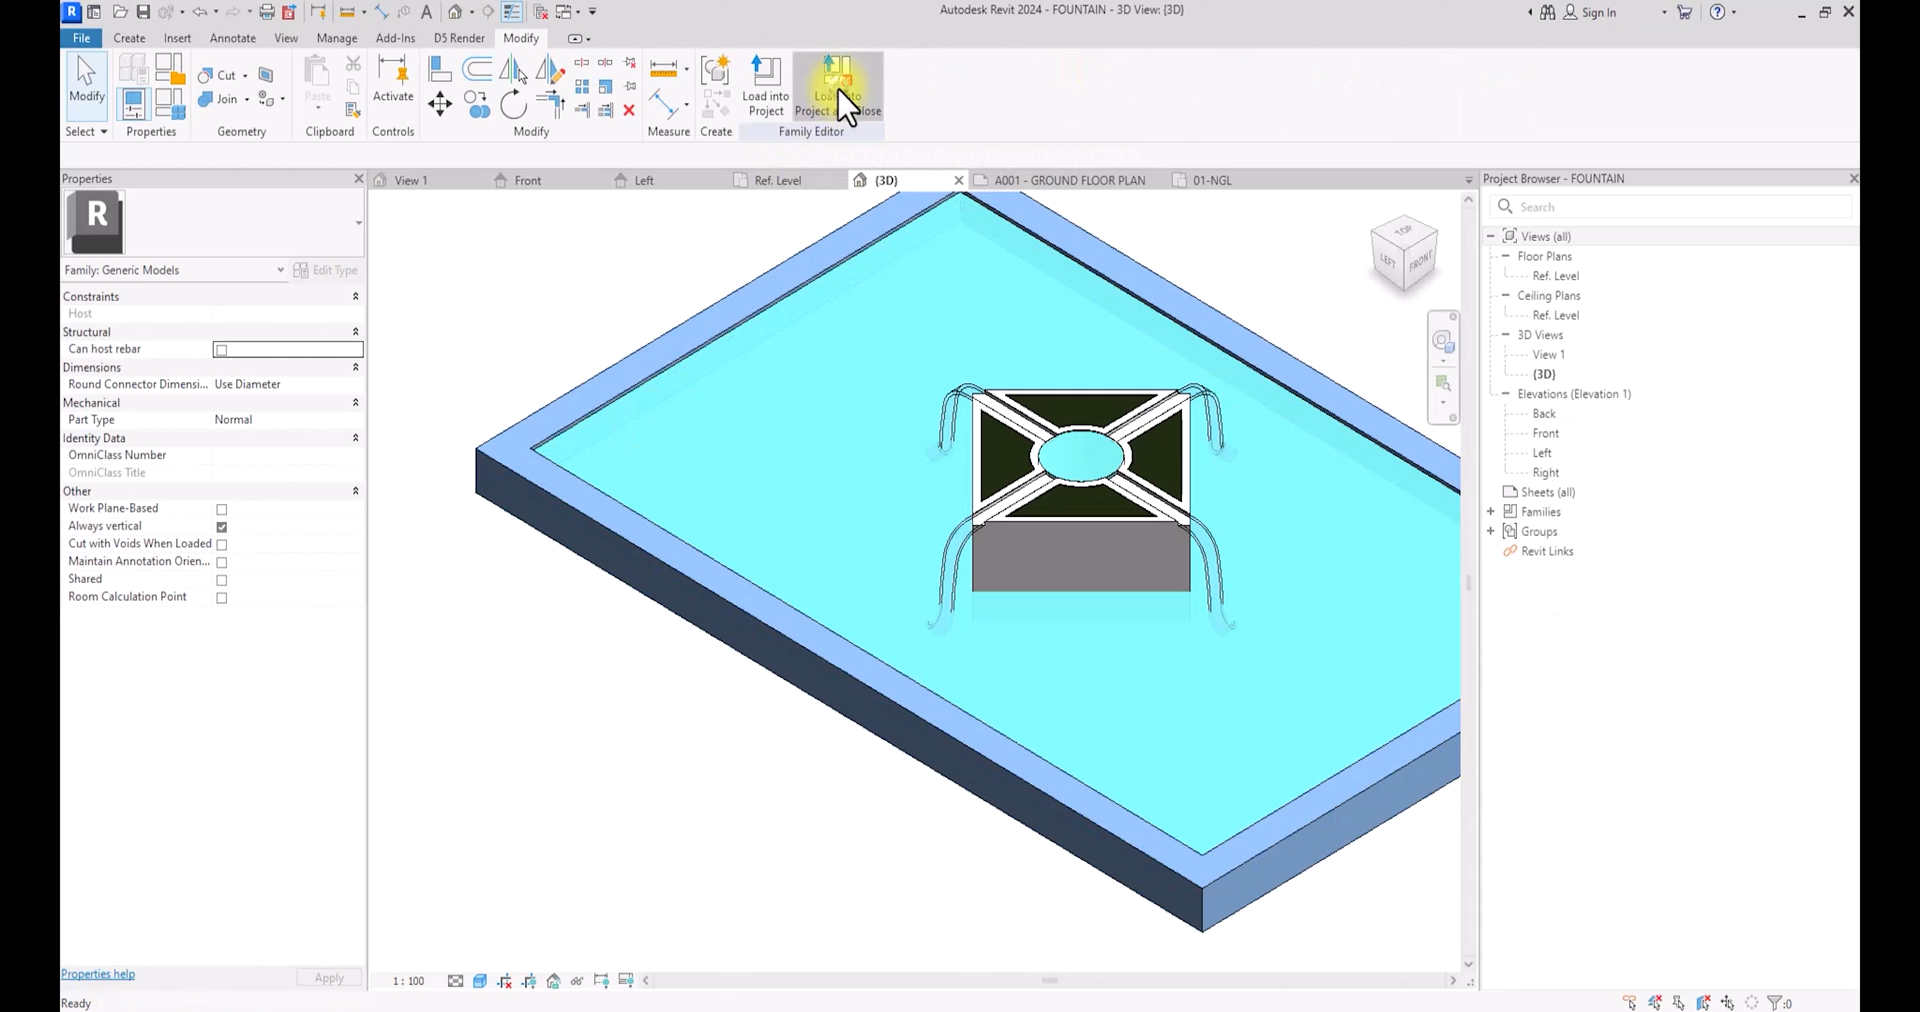 Autodesk Revit 2024 - FOUNTAIN - 3D View: {3D}
Sign In
File Create Insert Annotate View Manage Add-Ins D5 Render Modify
Modify
Cut
Join
Paste
Activate
Load into Project
Project and Close
Select Properties Geometry Clipboard Controls Modify Measure Create Family Editor
Properties
View 1 Front Left Ref. Level {3D} A001 - GROUND FLOOR PLAN 01-NGL
Project Browser - FOUNTAIN
R
Family: Generic Models
Edit Type
Constraints
Host
Structural
Can host rebar
Dimensions
Round Connector Dimensi... Use Diameter
Mechanical
Part Type Normal
Identity Data
OmniClass Number
OmniClass Title
Other
Work Plane-Based
Always vertical
Cut with Voids When Loaded
Maintain Annotation Orien...
Shared
Room Calculation Point
Properties help
Apply
TOP
LEFT
FRONT
Search
Views (all)
Floor Plans
Ref. Level
Ceiling Plans
Ref. Level
3D Views
View 1
{3D}
Elevations (Elevation 1)
Back
Front
Left
Right
Sheets (all)
Families
Groups
Revit Links
1 : 100
Ready
:0